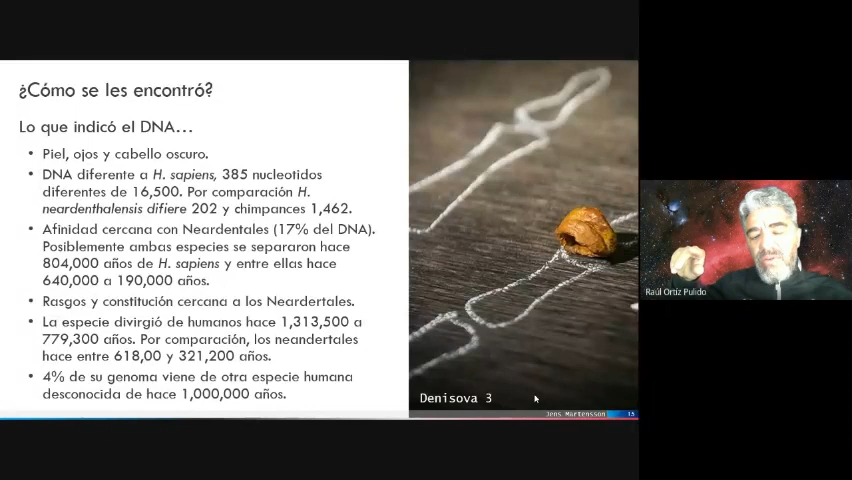 ¿Cómo se les encontró?
Lo que indicó el DNA...
• Piel, ojos y cabello oscuro.
• DNA diferente a H. sapiens, 385 nucleotidos
diferentes de 16,500. Por comparación H.
neardenthalensis difiere 202 y chimpances 1,462.
• Afinidad cercana con Neardentales (17% del DNA).
Posiblemente ambas especies se separaron hace
804,000 años de H. sapiens y entre ellas hace
640,000 a 190,000 años.
• Rasgos y constitución cercana a los Neardertales.
• La especie divirgió de humanos hace 1,313,500 a
779,300 años. Por comparación, los neandertales
hace entre 618,00 y 321,200 años.
• 4% de su genoma viene de otra especie humana
desconocida de hace 1,000,000 años.
Denisova 3
Jens Martensson
15
Raúl Ortíz Pulido